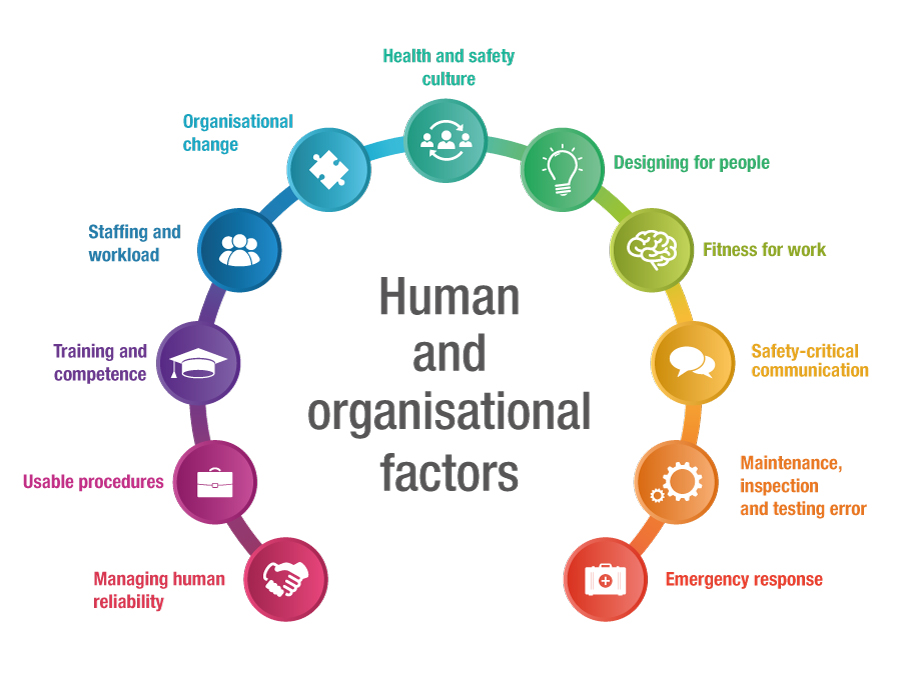 Health and safety
culture
Organisational
change
Designing for people
Staffing and
workload
Fitness for work
Human
and
organisational
factors
Training and
competence
Safety-critical
communication
Usable procedures
Maintenance,
inspection
and testing error
Managing human
reliability
Emergency response